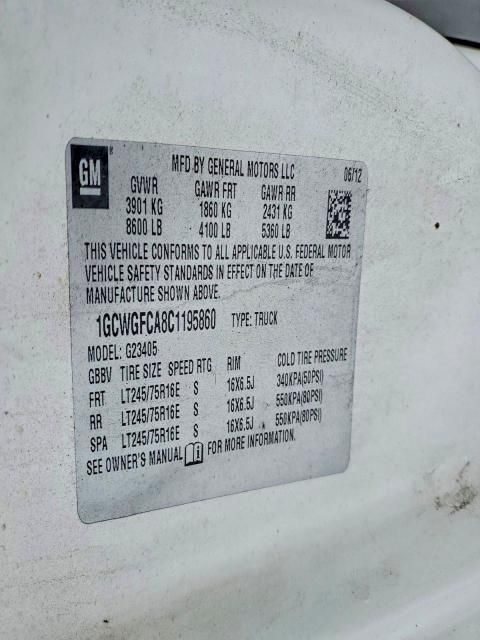 GM ® MFD BY GENERAL MOTORS LLC 06/12
GVWR GAWR FRT GAWR RR
3901 KG 1860 KG 2431 KG
8600 LB 4100 LB 5360 LB
THIS VEHICLE CONFORMS TO ALL APPLICABLE U.S. FEDERAL MOTOR
VEHICLE SAFETY STANDARDS IN EFFECT ON THE DATE OF
MANUFACTURE SHOWN ABOVE.
1GCWGFCA8C1195860 TYPE: TRUCK
MODEL: G23405
GBBV TIRE SIZE SPEED RTG RIM COLD TIRE PRESSURE
FRT LT245/75R16E S 16X6.5J 340KPA(50PSI)
RR LT245/75R16E S 16X6.5J 550KPA(80PSI)
SPA LT245/75R16E S 16X6.5J 550KPA(80PSI)
SEE OWNER'S MANUAL FOR MORE INFORMATION.